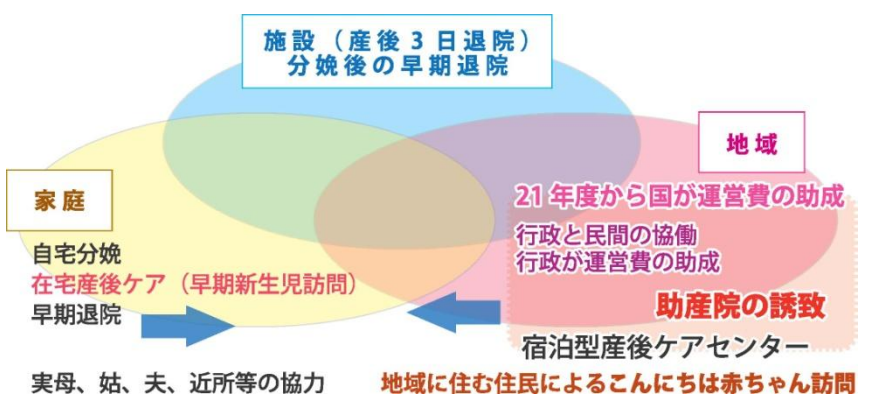 施設（産後3日退院）
分娩後の早期退院
地域
家庭
21年度から国が運営費の助成
行政と民間の協働
行政が運営費の助成
自宅分娩
在宅産後ケア（早期新生児訪問）
早期退院
助産院の誘致
宿泊型産後ケアセンター
実母、姑、夫、近所等の協力
地域に住む住民によるこんにちは赤ちゃん訪問